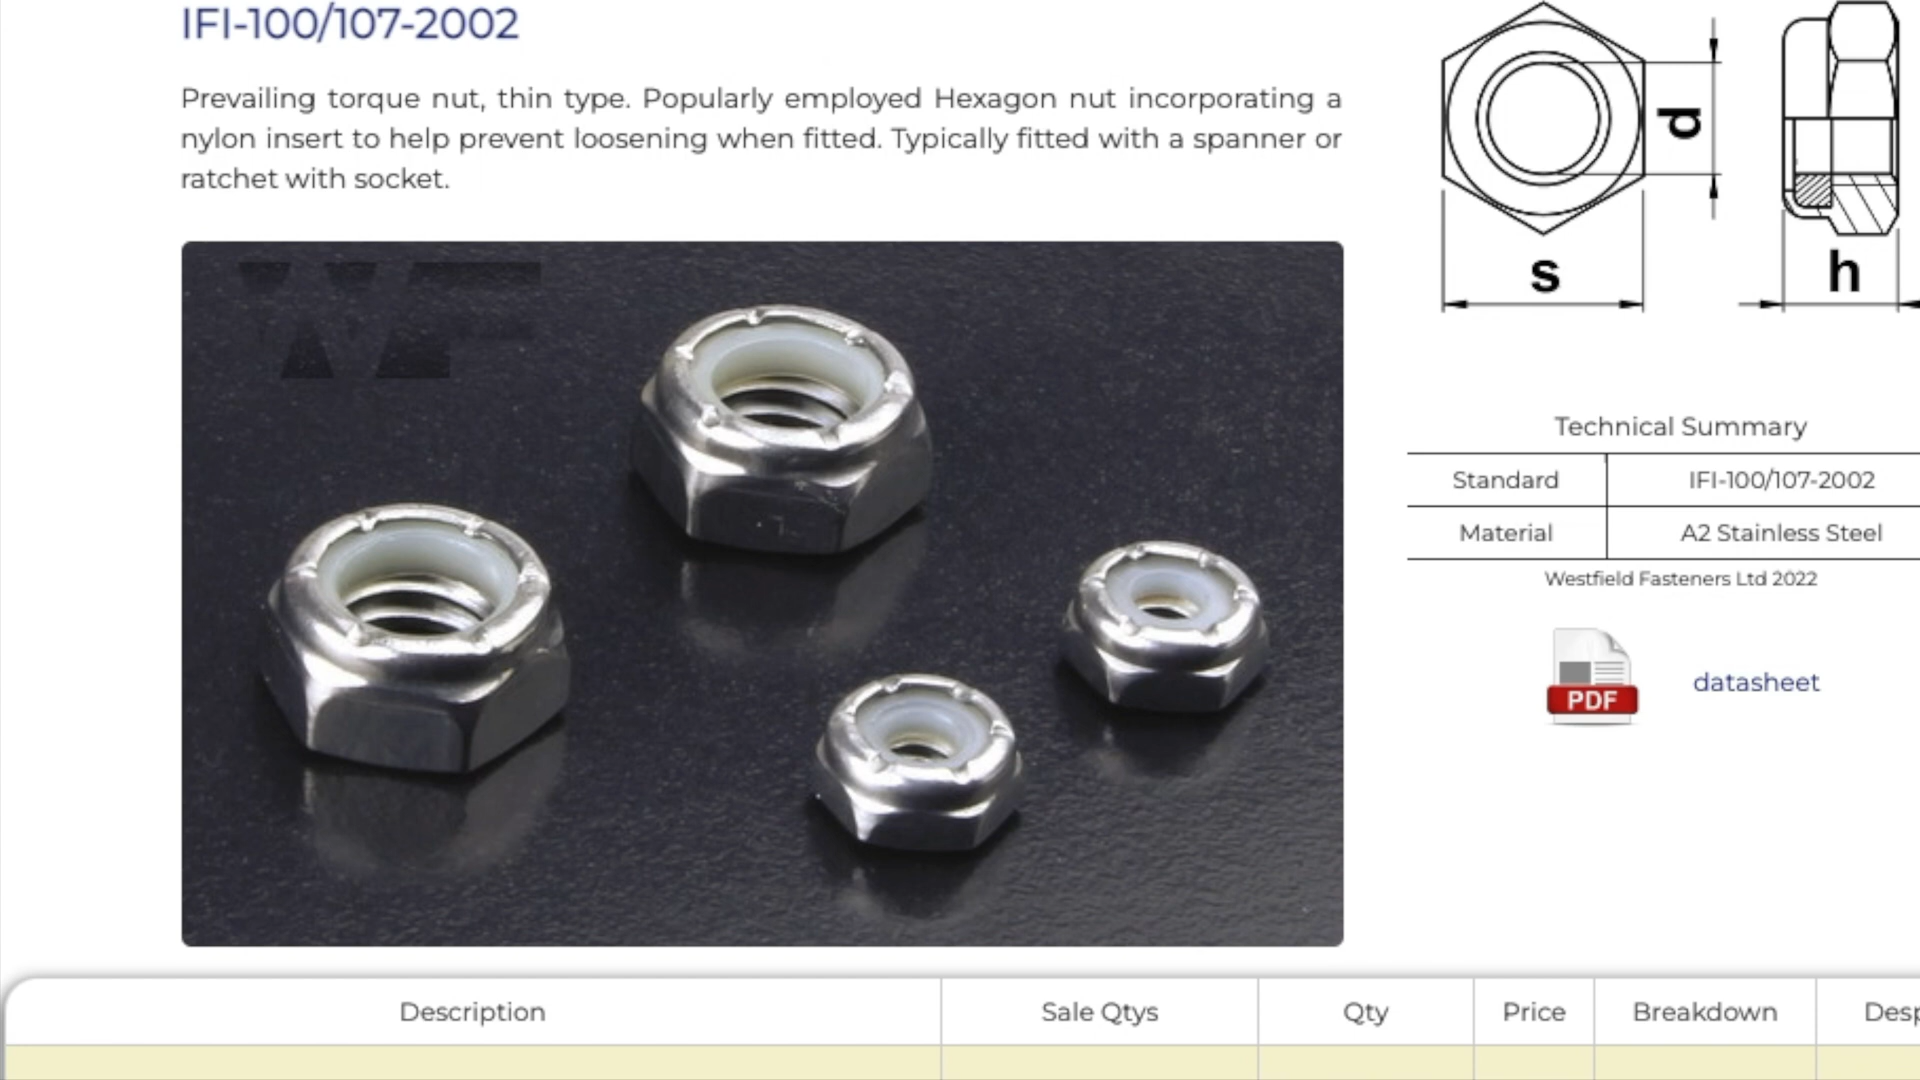 IFI-100/107-2002
Prevailing torque nut, thin type. Popularly employed Hexagon nut incorporating a
nylon insert to help prevent loosening when fitted. Typically fitted with a spanner or
ratchet with socket.
WF
d
s
h
Technical Summary
Standard IFI-100/107-2002
Material A2 Stainless Steel
Westfield Fasteners Ltd 2022
PDF datasheet
Description Sale Qtys Qty Price Breakdown